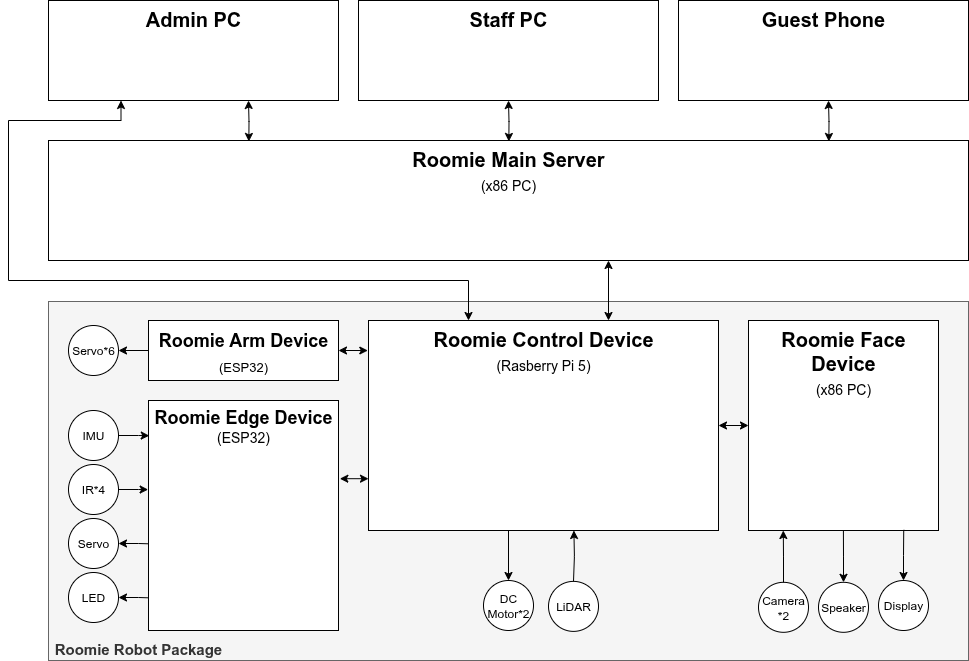 Admin PC
Staff PC
Guest Phone
Roomie Main Server
(x86 PC)
Servo*6
Roomie Arm Device
(ESP32)
Roomie Control Device
(Rasberry Pi 5)
Roomie Face
Device
(x86 PC)
Roomie Edge Device
(ESP32)
IMU
IR*4
Servo
LED
DC
Motor*2
LiDAR
Camera
*2
Speaker
Display
Roomie Robot Package